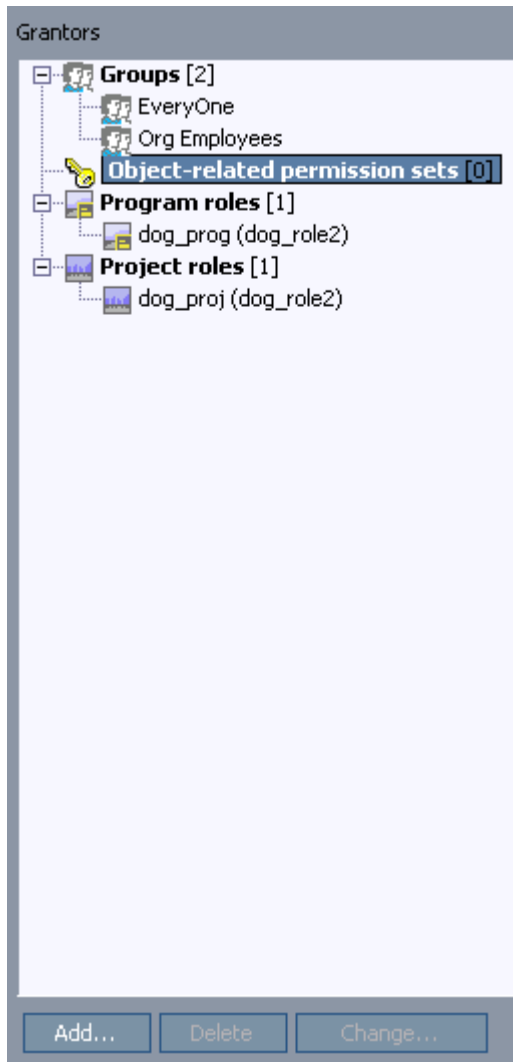 Grantors
Groups [2]
EveryOne
Org Employees
Object-related permission sets [0]
Program roles [1]
dog_prog (dog_role2)
Project roles [1]
dog_proj (dog_role2)
Add... Delete Change...